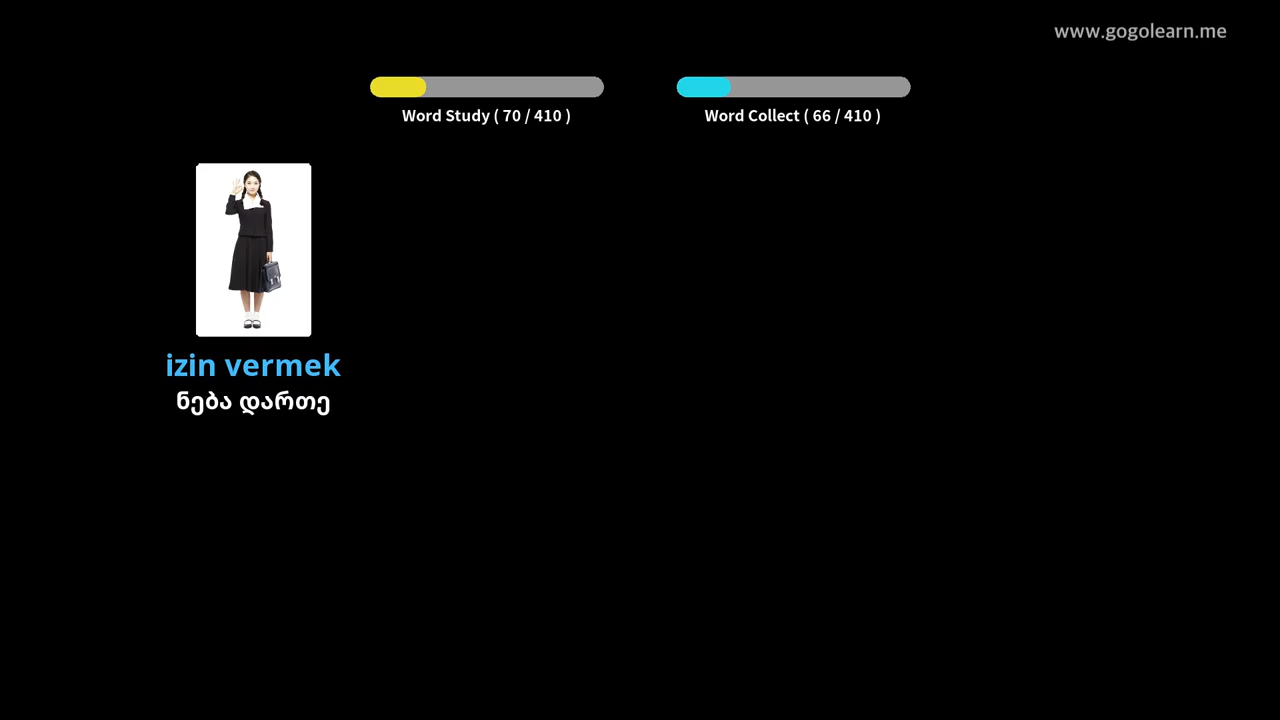 www.gogolearn.me
Word Study ( 70 / 410 )
Word Collect ( 66 / 410 )
izin vermek
ნება დართე